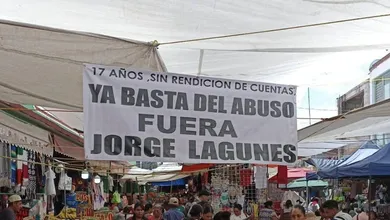 17 AÑOS ,SIN RENDICION DE CUENTAS
YA BASTA DEL ABUSO
FUERA
JORGE LAGUNES